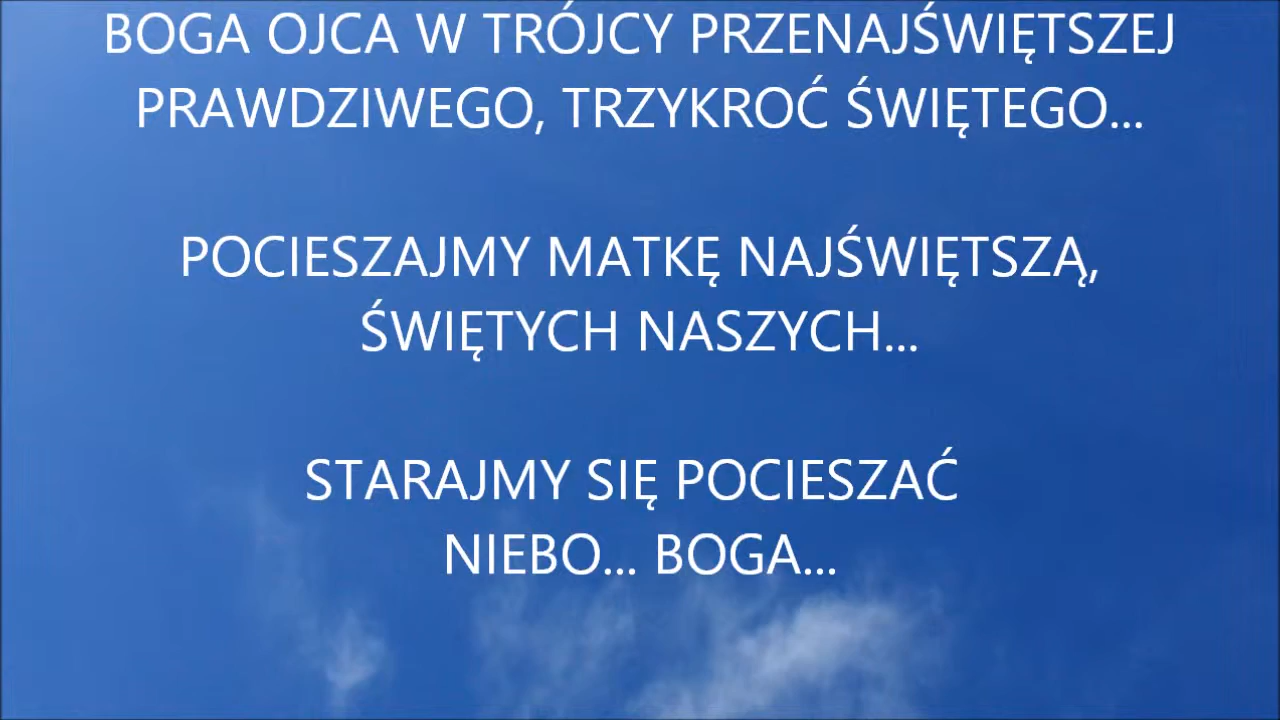 BOGA OJCA W TRÓJCY PRZENAJŚWIĘTSZEJ
PRAWDZIWEGO, TRZYKROĆ ŚWIĘTEGO...
POCIESZAJMY MATKĘ NAJŚWIĘTSZĄ,
ŚWIĘTYCH NASZYCH...
STARAJMY SIĘ POCIESZAĆ
NIEBO... BOGA...